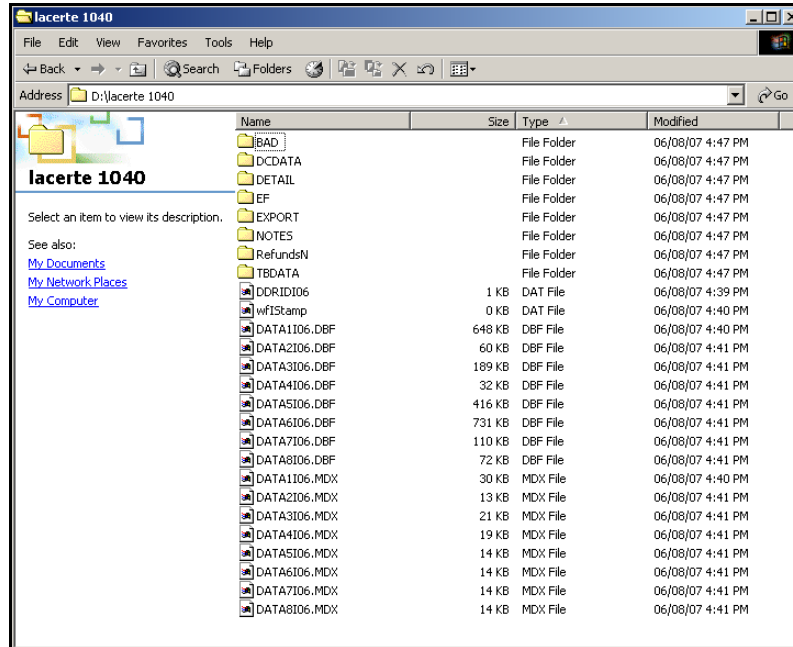 lacerte 1040
File Edit View Favorites Tools Help
Back Search Folders
Address D:\lacerte 1040 Go
Name Size Type Modified
BAD File Folder 06/08/07 4:47 PM
DCDATA File Folder 06/08/07 4:47 PM
lacerte 1040
DETAIL File Folder 06/08/07 4:47 PM
EF File Folder 06/08/07 4:47 PM
Select an item to view its description.
EXPORT File Folder 06/08/07 4:47 PM
NOTES File Folder 06/08/07 4:47 PM
See also:
RefundsN File Folder 06/08/07 4:47 PM
My Documents
TBDATA File Folder 06/08/07 4:47 PM
My Network Places
DDRIDI06 1 KB DAT File 06/08/07 4:39 PM
My Computer
wfIStamp 0 KB DAT File 06/08/07 4:40 PM
DATA1I06.DBF 648 KB DBF File 06/08/07 4:40 PM
DATA2I06.DBF 60 KB DBF File 06/08/07 4:41 PM
DATA3I06.DBF 189 KB DBF File 06/08/07 4:41 PM
DATA4I06.DBF 32 KB DBF File 06/08/07 4:41 PM
DATA5I06.DBF 416 KB DBF File 06/08/07 4:41 PM
DATA6I06.DBF 731 KB DBF File 06/08/07 4:41 PM
DATA7I06.DBF 110 KB DBF File 06/08/07 4:41 PM
DATA8I06.DBF 72 KB DBF File 06/08/07 4:41 PM
DATA1I06.MDX 30 KB MDX File 06/08/07 4:40 PM
DATA2I06.MDX 13 KB MDX File 06/08/07 4:41 PM
DATA3I06.MDX 21 KB MDX File 06/08/07 4:41 PM
DATA4I06.MDX 19 KB MDX File 06/08/07 4:41 PM
DATA5I06.MDX 14 KB MDX File 06/08/07 4:41 PM
DATA6I06.MDX 14 KB MDX File 06/08/07 4:41 PM
DATA7I06.MDX 14 KB MDX File 06/08/07 4:41 PM
DATA8I06.MDX 14 KB MDX File 06/08/07 4:41 PM